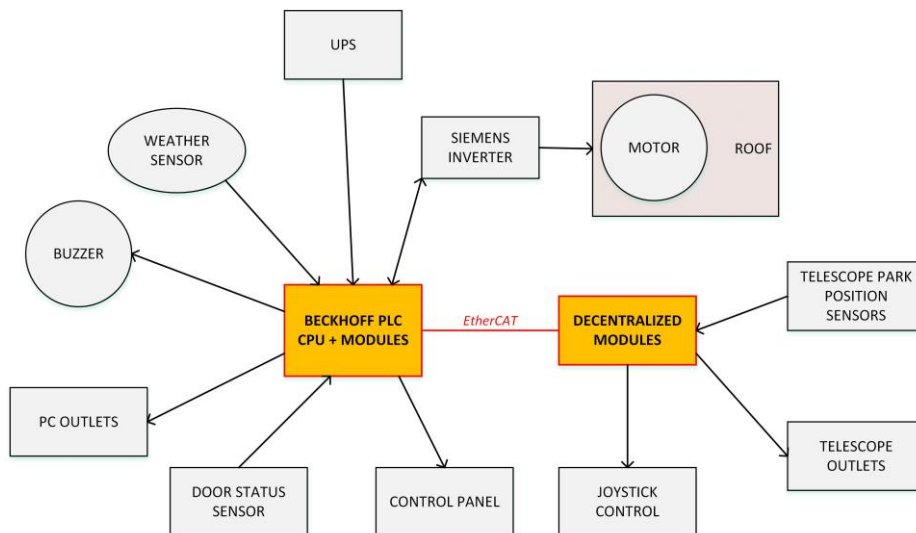 UPS
WEATHER
SENSOR
SIEMENS
INVERTER
MOTOR
ROOF
BUZZER
TELESCOPE PARK
POSITION
SENSORS
BECKHOFF PLC
CPU + MODULES
EtherCAT
DECENTRALIZED
MODULES
PC OUTLETS
TELESCOPE
OUTLETS
DOOR STATUS
SENSOR
CONTROL PANEL
JOYSTICK
CONTROL